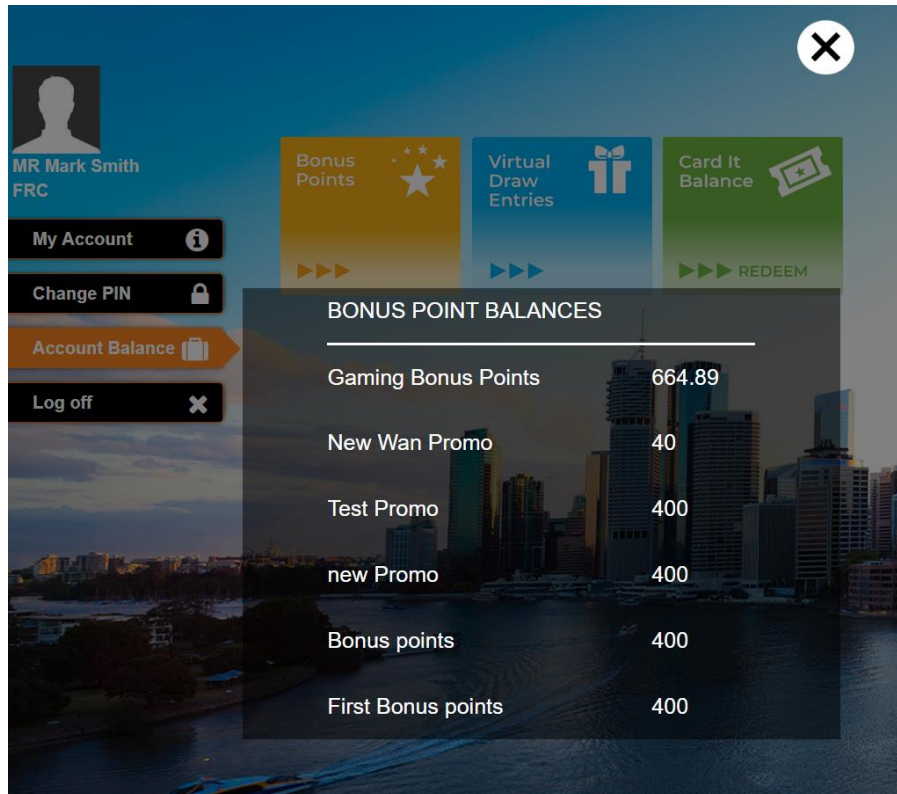 MR Mark Smith
FRC
My Account
Change PIN
Account Balance
Log off
Bonus
Points
Virtual
Draw
Entries
Card It
Balance
REDEEM
BONUS POINT BALANCES
Gaming Bonus Points 664.89
New Wan Promo 40
Test Promo 400
new Promo 400
Bonus points 400
First Bonus points 400